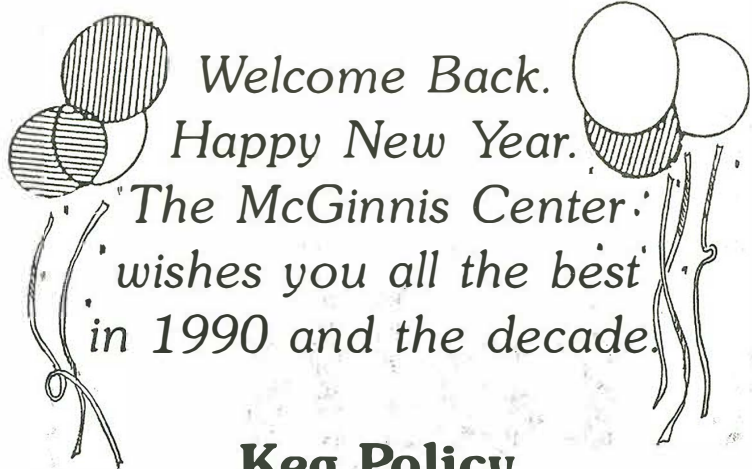 Welcome Back.
Happy New Year.
The McGinnis Center
wishes you all the best
in 1990 and the decade.
Keg Policy